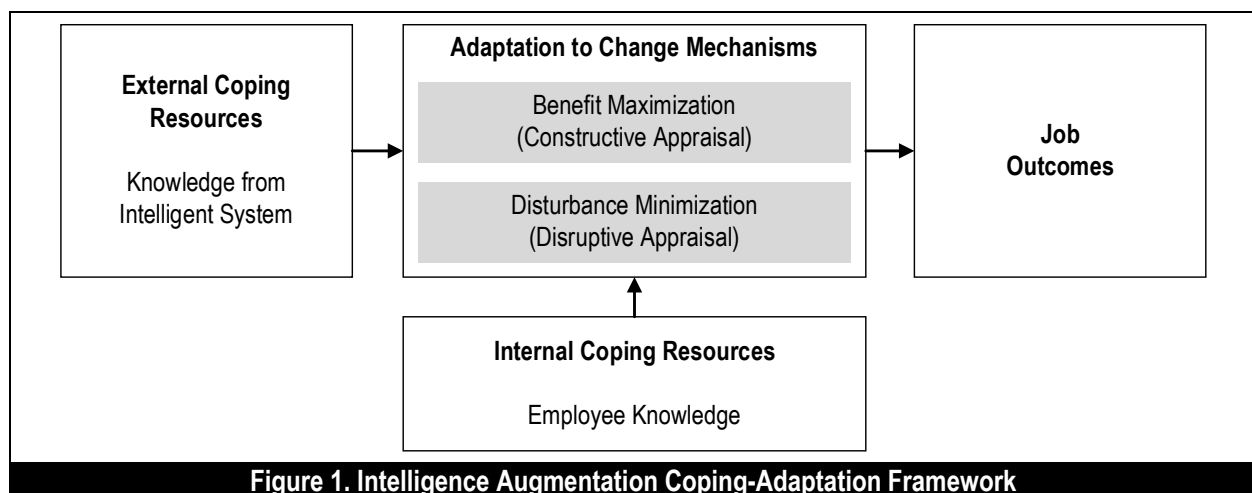 External Coping
Resources
Knowledge from
Intelligent System
Adaptation to Change Mechanisms
Benefit Maximization
(Constructive Appraisal)
Disturbance Minimization
(Disruptive Appraisal)
Job
Outcomes
Internal Coping Resources
Employee Knowledge
Figure 1. Intelligence Augmentation Coping-Adaptation Framework